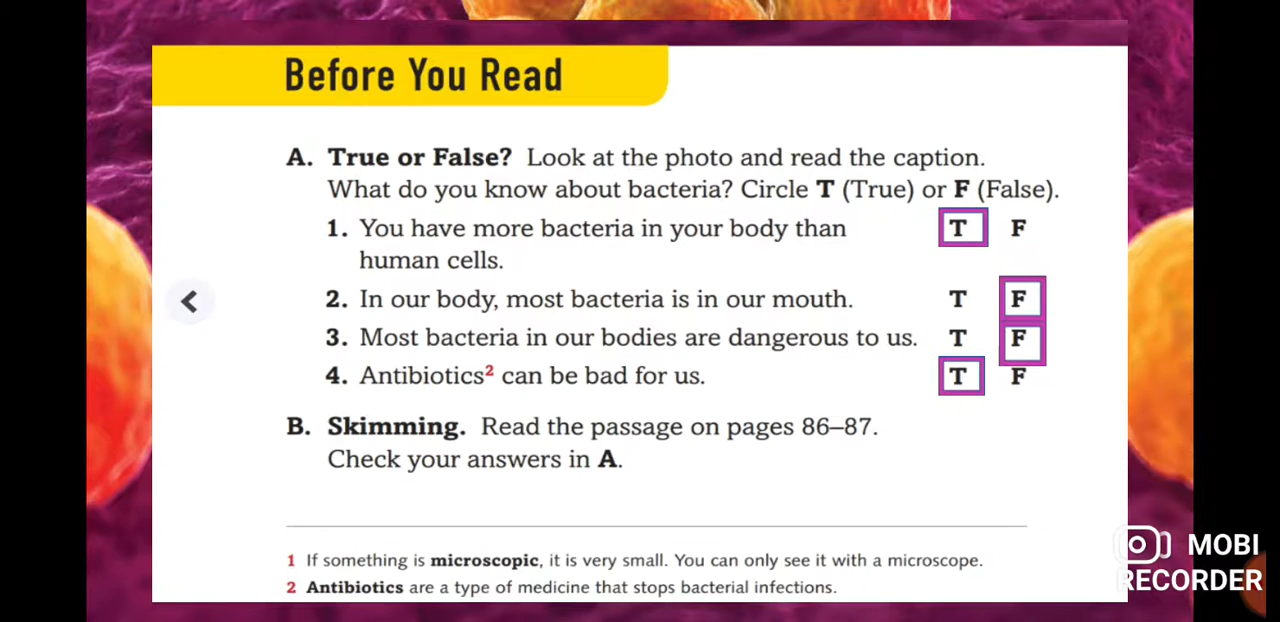 Before You Read
A. True or False? Look at the photo and read the caption.
What do you know about bacteria? Circle T (True) or F (False).
1. You have more bacteria in your body than T F
human cells.
2. In our body, most bacteria is in our mouth. T F
3. Most bacteria in our bodies are dangerous to us. T F
4. Antibiotics² can be bad for us. T F
B. Skimming. Read the passage on pages 86–87.
Check your answers in A.
1 If something is microscopic, it is very small. You can only see it with a microscope.
2 Antibiotics are a type of medicine that stops bacterial infections.
MOBI
RECORDER